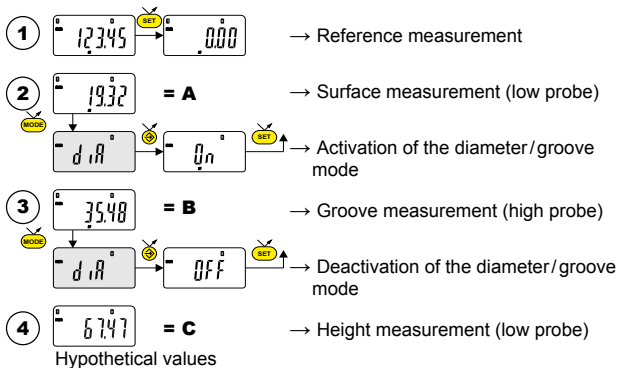 1 123.45 SET 0.00 → Reference measurement
2 19.32 = A → Surface measurement (low probe)
MODE
diA On SET → Activation of the diameter/groove
mode
3 35.48 = B → Groove measurement (high probe)
MODE
diA OFF SET → Deactivation of the diameter/groove
mode
4 67.47 = C → Height measurement (low probe)
Hypothetical values